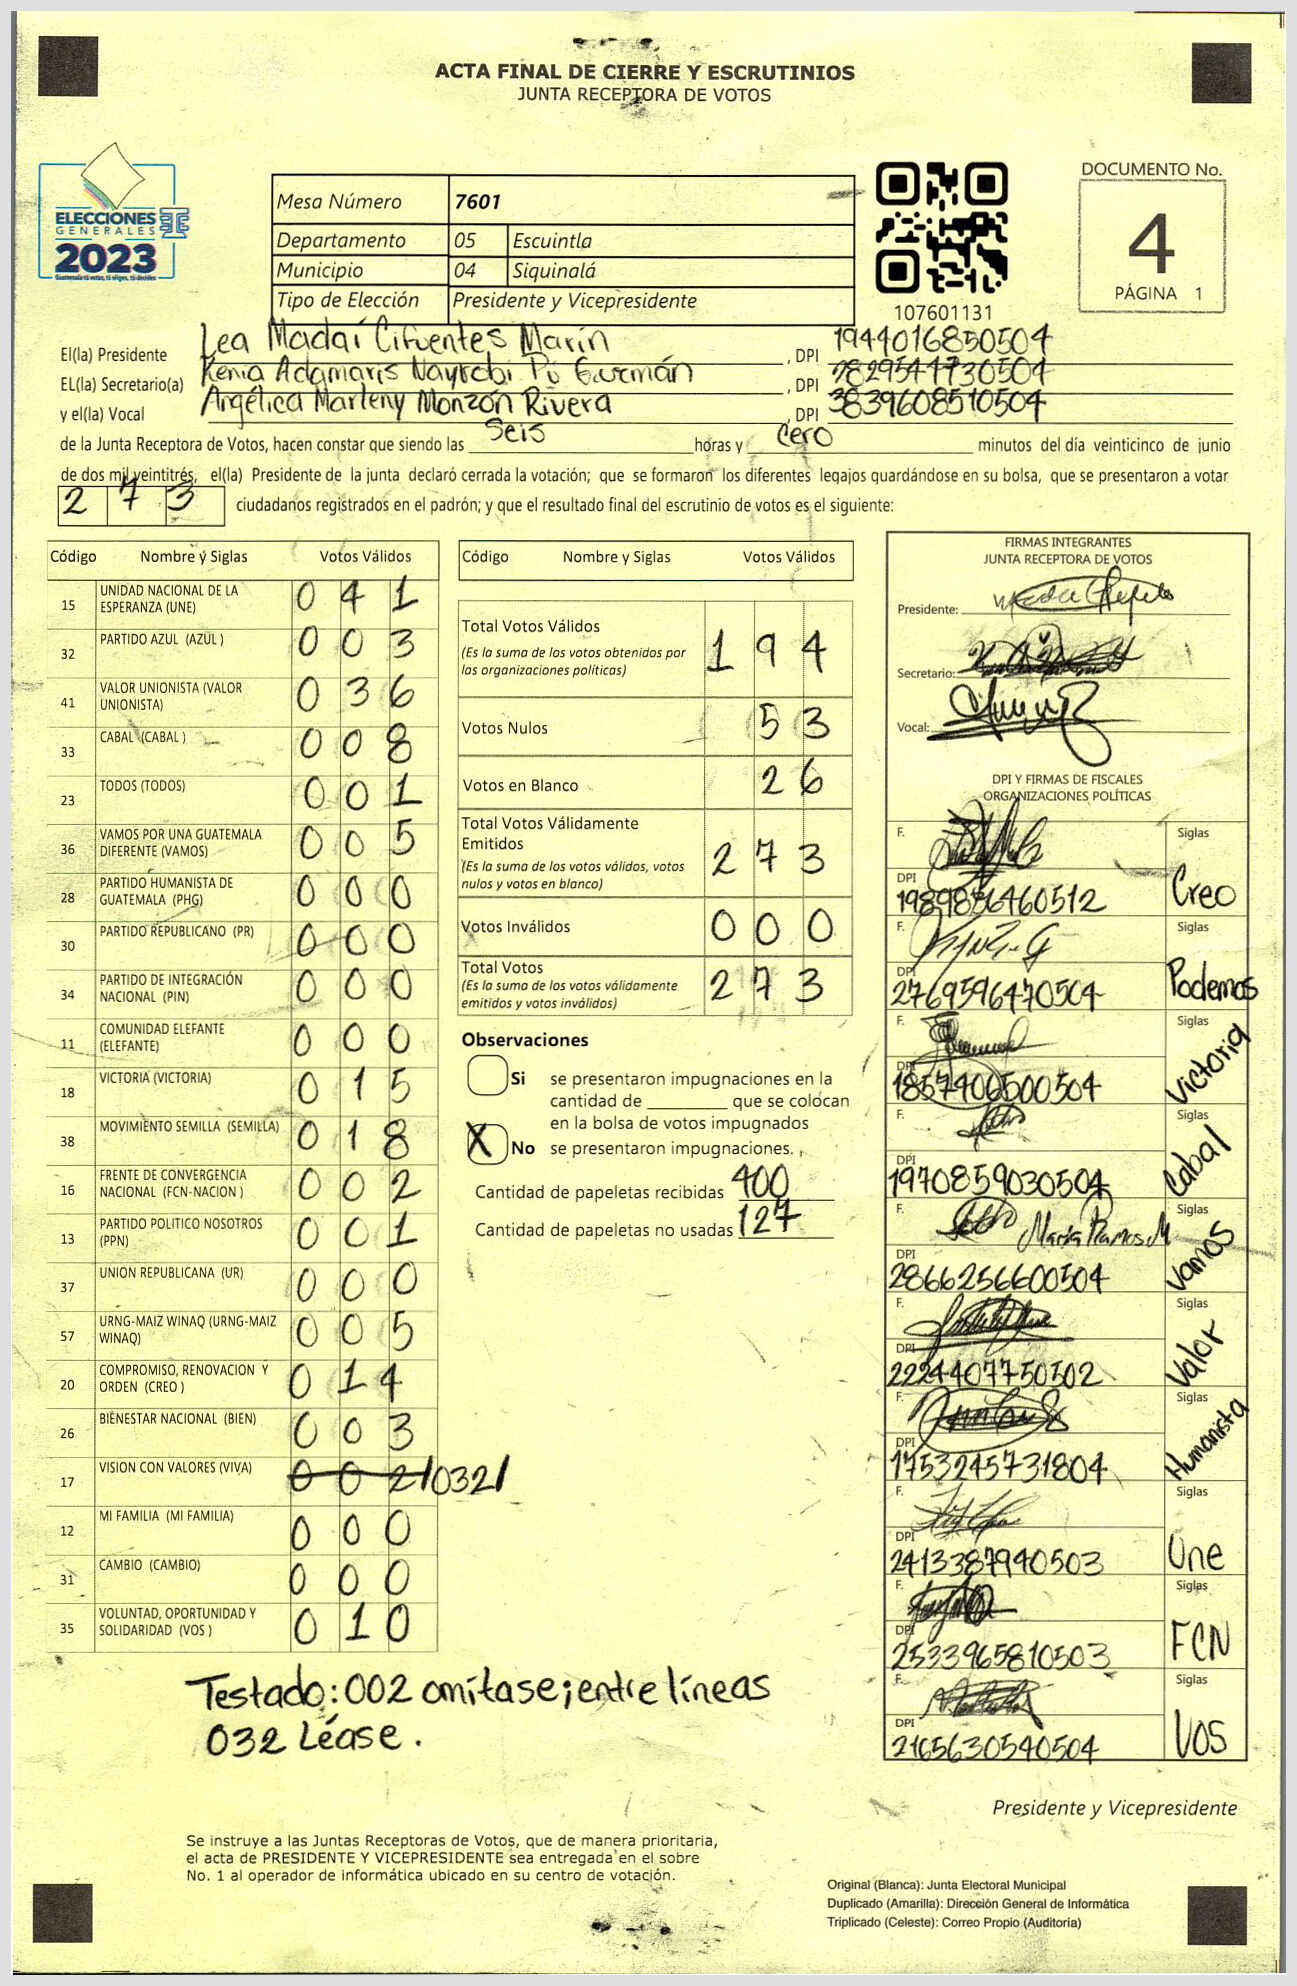 ACTA FINAL DE CIERRE Y ESCRUTINIOS
JUNTA RECEPTORA DE VOTOS
ELECCIONES
GENERALES
2023
Mesa Número 7601
Departamento 05 Escuintla
Municipio 04 Siquinalá
Tipo de Elección Presidente y Vicepresidente
107601131
DOCUMENTO No.
4
PÁGINA 1
El(la) Presidente Lea Madaí Cifuentes Marín, DPI 1944016850504
EL(la) Secretario(a) Kenia Adamaris Nayrobi Pú Guzmán, DPI 2829544730504
y el(la) Vocal Angélica Marleny Monzón Rivera, DPI 3839608510504
de la Junta Receptora de Votos, hacen constar que siendo las Seis horas y Cero minutos del día veinticinco de junio
de dos mil veintitrés, el(la) Presidente de la junta declaró cerrada la votación; que se formaron los diferentes legajos guardándose en su bolsa, que se presentaron a votar
2 7 3 ciudadanos registrados en el padrón; y que el resultado final del escrutinio de votos es el siguiente:
Código Nombre y Siglas Votos Válidos
15 UNIDAD NACIONAL DE LA ESPERANZA (UNE) 0 4 1
32 PARTIDO AZUL (AZUL ) 0 0 3
41 VALOR UNIONISTA (VALOR UNIONISTA) 0 3 6
33 CABAL (CABAL ) 0 0 8
23 TODOS (TODOS) 0 0 1
36 VAMOS POR UNA GUATEMALA DIFERENTE (VAMOS) 0 0 5
28 PARTIDO HUMANISTA DE GUATEMALA (PHG) 0 0 0
30 PARTIDO REPUBLICANO (PR) 0 0 0
34 PARTIDO DE INTEGRACIÓN NACIONAL (PIN) 0 0 0
11 COMUNIDAD ELEFANTE (ELEFANTE) 0 0 0
18 VICTORIA (VICTORIA) 0 1 5
38 MOVIMIENTO SEMILLA (SEMILLA) 0 1 8
16 FRENTE DE CONVERGENCIA NACIONAL (FCN-NACION ) 0 0 2
13 PARTIDO POLITICO NOSOTROS (PPN) 0 0 1
37 UNION REPUBLICANA (UR) 0 0 0
57 URNG-MAIZ WINAQ (URNG-MAIZ WINAQ) 0 0 5
20 COMPROMISO, RENOVACION Y ORDEN (CREO ) 0 1 4
26 BIENESTAR NACIONAL (BIEN) 0 0 3
17 VISION CON VALORES (VIVA) 0 0 2/032/
12 MI FAMILIA (MI FAMILIA) 0 0 0
31 CAMBIO (CAMBIO) 0 0 0
35 VOLUNTAD, OPORTUNIDAD Y SOLIDARIDAD (VOS ) 0 1 0
Testado: 002 omítase; entre líneas
032 Léase.
Código Nombre y Siglas Votos Válidos
Total Votos Válidos 1 9 4
(Es la suma de los votos obtenidos por
las organizaciones políticas)
Votos Nulos 5 3
Votos en Blanco 2 6
Total Votos Válidamente
Emitidos 2 7 3
(Es la suma de los votos válidos, votos
nulos y votos en blanco)
Votos Inválidos 0 0 0
Total Votos 2 7 3
(Es la suma de los votos válidamente
emitidos y votos inválidos)
Observaciones
Si se presentaron impugnaciones en la
cantidad de ________ que se colocan
en la bolsa de votos impugnados
X No se presentaron impugnaciones.
Cantidad de papeletas recibidas 400
Cantidad de papeletas no usadas 127
FIRMAS INTEGRANTES
JUNTA RECEPTORA DE VOTOS
Presidente:
Secretario:
Vocal:
DPI Y FIRMAS DE FISCALES
ORGANIZACIONES POLÍTICAS
F. Siglas
DPI 1989836460512 Creo
F. Siglas
DPI 2769596470504 Podemos
F. Siglas
DPI 1857400500504 Victoria
F. Siglas
DPI 1970859030504 Cabal
F. María Ramos M Siglas
DPI 2866256600504 Vamos
F. Siglas
DPI 2224407750502 Valor
F. Siglas
DPI 1753245731804 Humanista
F. Siglas
DPI 2413387940503 Une
F. Siglas
DPI 2533965810503 FCN
F. Siglas
DPI 2165630540504 VOS
Presidente y Vicepresidente
Se instruye a las Juntas Receptoras de Votos, que de manera prioritaria,
el acta de PRESIDENTE Y VICEPRESIDENTE sea entregada en el sobre
No. 1 al operador de informática ubicado en su centro de votación.
Original (Blanca): Junta Electoral Municipal
Duplicado (Amarilla): Dirección General de Informática
Triplicado (Celeste): Correo Propio (Auditoría)